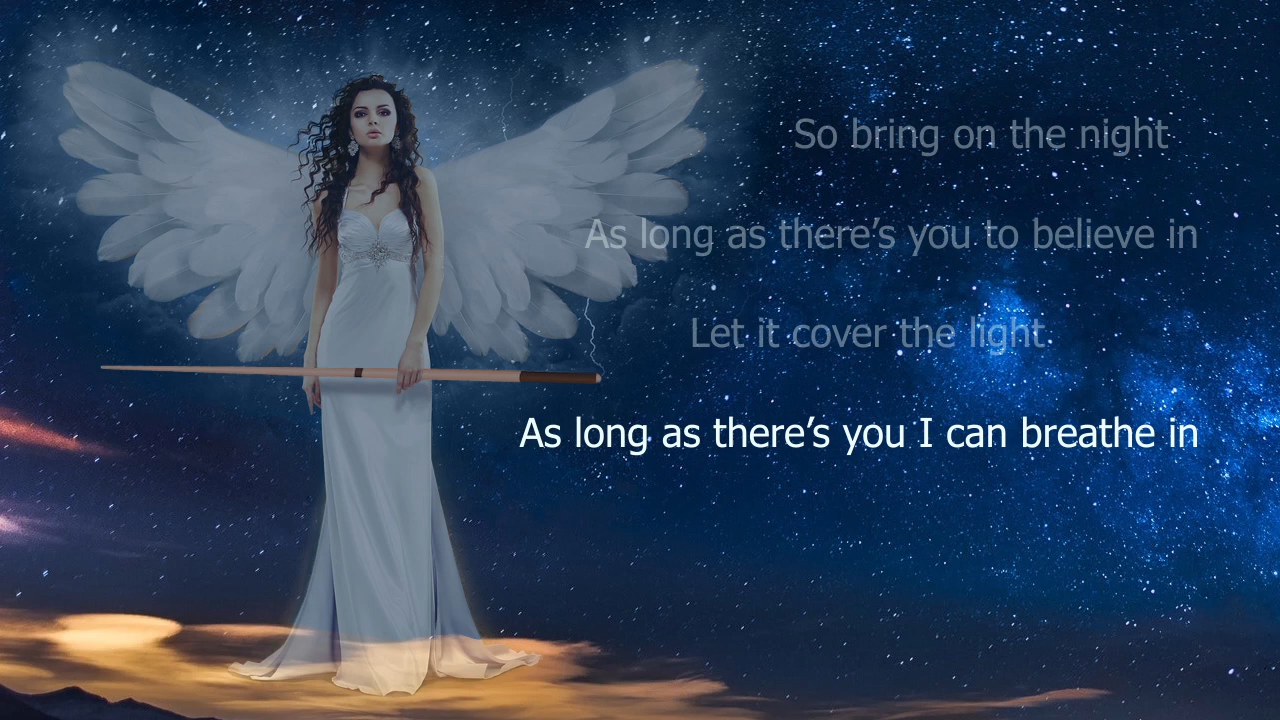 So bring on the night
As long as there’s you to believe in
Let it cover the light
As long as there’s you I can breathe in